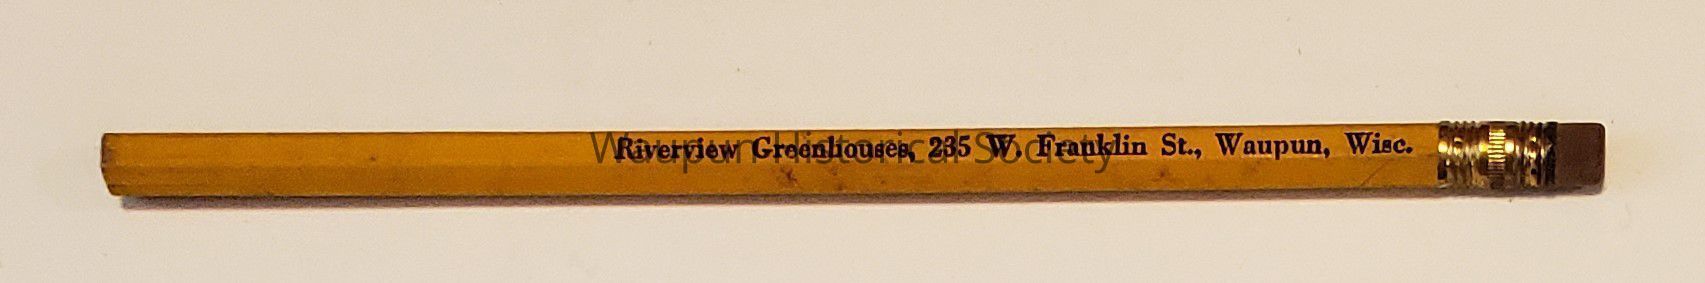 Riverview Greenhouses, 235 W. Franklin St., Waupun, Wisc.
Waupun Historical Society